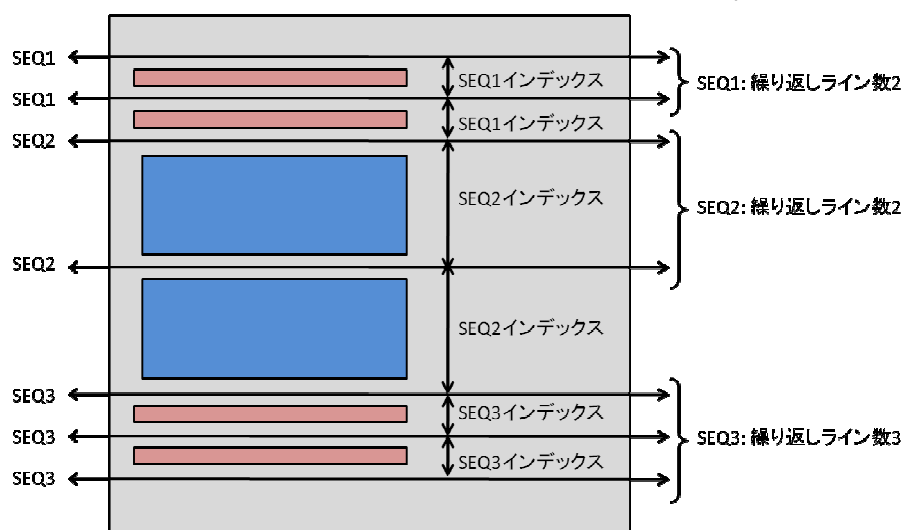 SEQ1
SEQ1インデックス
SEQ1: 繰り返しライン数2
SEQ1
SEQ1インデックス
SEQ2
SEQ2インデックス
SEQ2: 繰り返しライン数2
SEQ2
SEQ2インデックス
SEQ3
SEQ3インデックス
SEQ3
SEQ3: 繰り返しライン数3
SEQ3インデックス
SEQ3